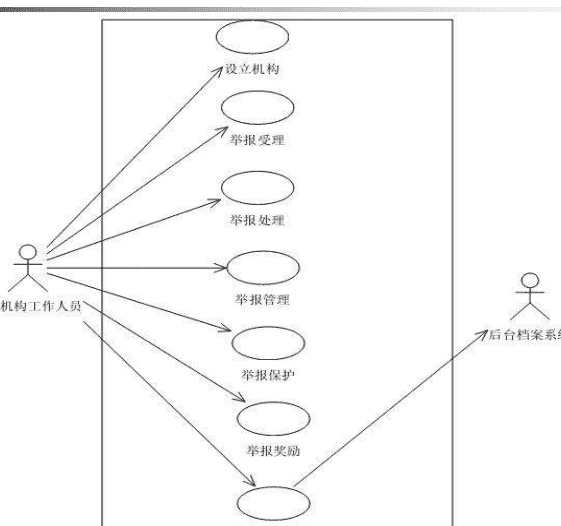 设立机构
举报受理
举报处理
举报管理
机构工作人员
后台档案系统
举报保护
举报奖励